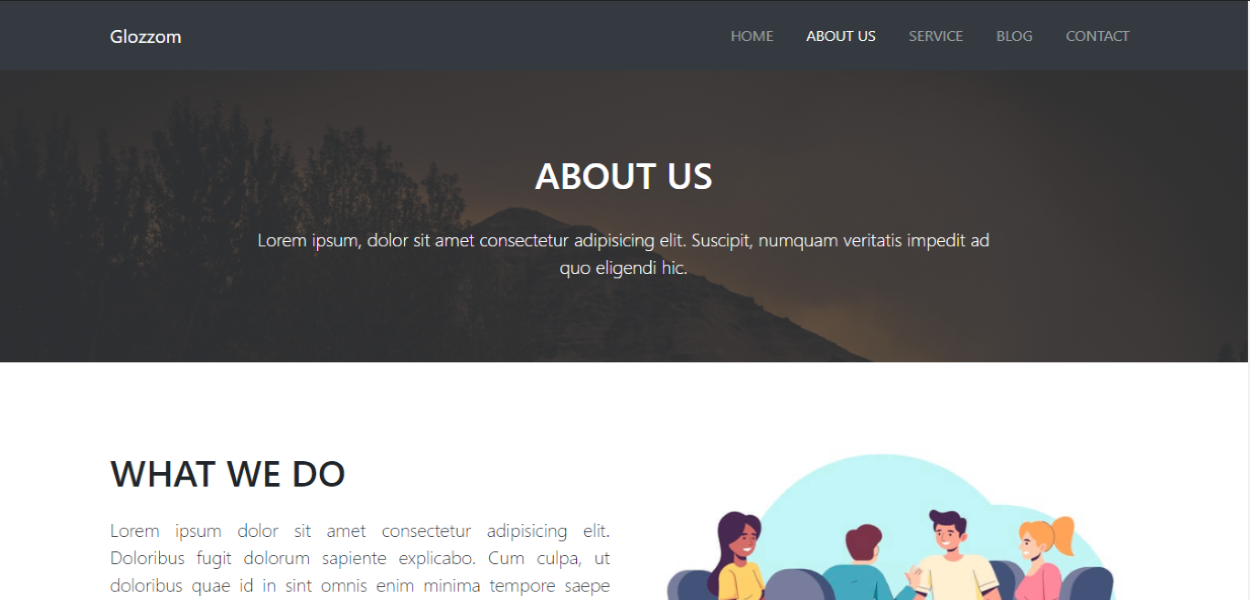 Glozzom
HOME ABOUT US SERVICE BLOG CONTACT
ABOUT US
Lorem ipsum, dolor sit amet consectetur adipisicing elit. Suscipit, numquam veritatis impedit ad
quo eligendi hic.
WHAT WE DO
Lorem ipsum dolor sit amet consectetur adipisicing elit.
Doloribus fugit dolorum sapiente explicabo. Cum culpa, ut
doloribus quae id in sint omnis enim minima tempore saepe